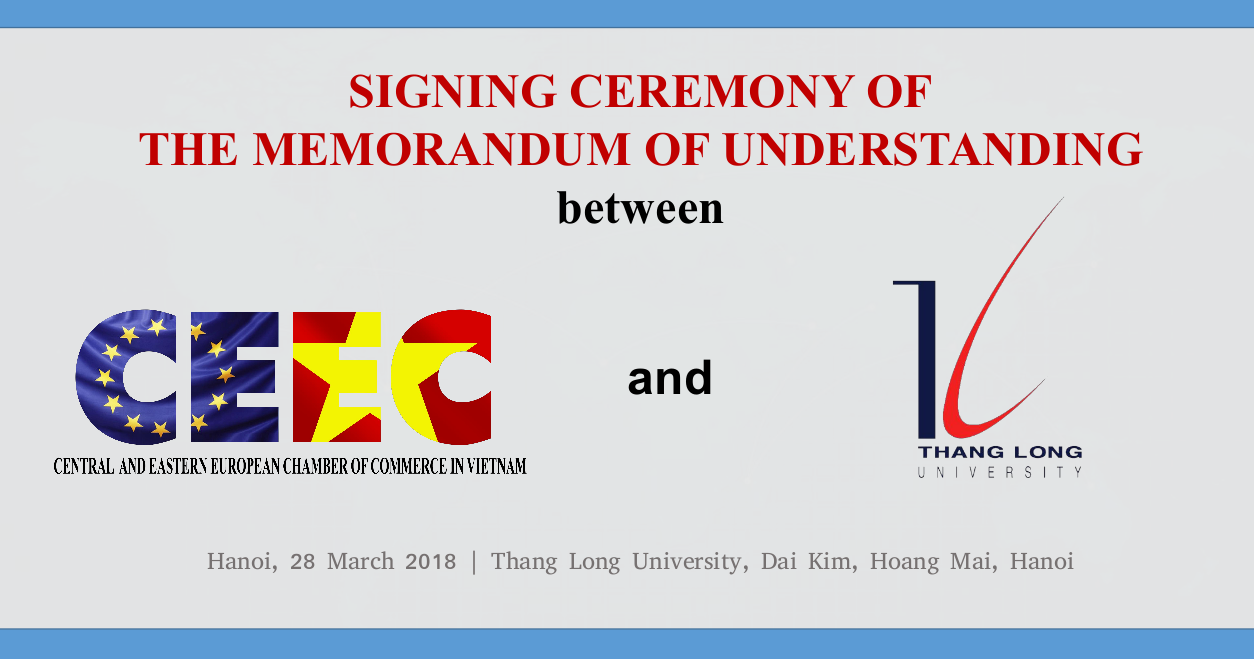 SIGNING CEREMONY OF
THE MEMORANDUM OF UNDERSTANDING
between
CEEC
CENTRAL AND EASTERN EUROPEAN CHAMBER OF COMMERCE IN VIETNAM
and
THANG LONG
UNIVERSITY
Hanoi, 28 March 2018 | Thang Long University, Dai Kim, Hoang Mai, Hanoi